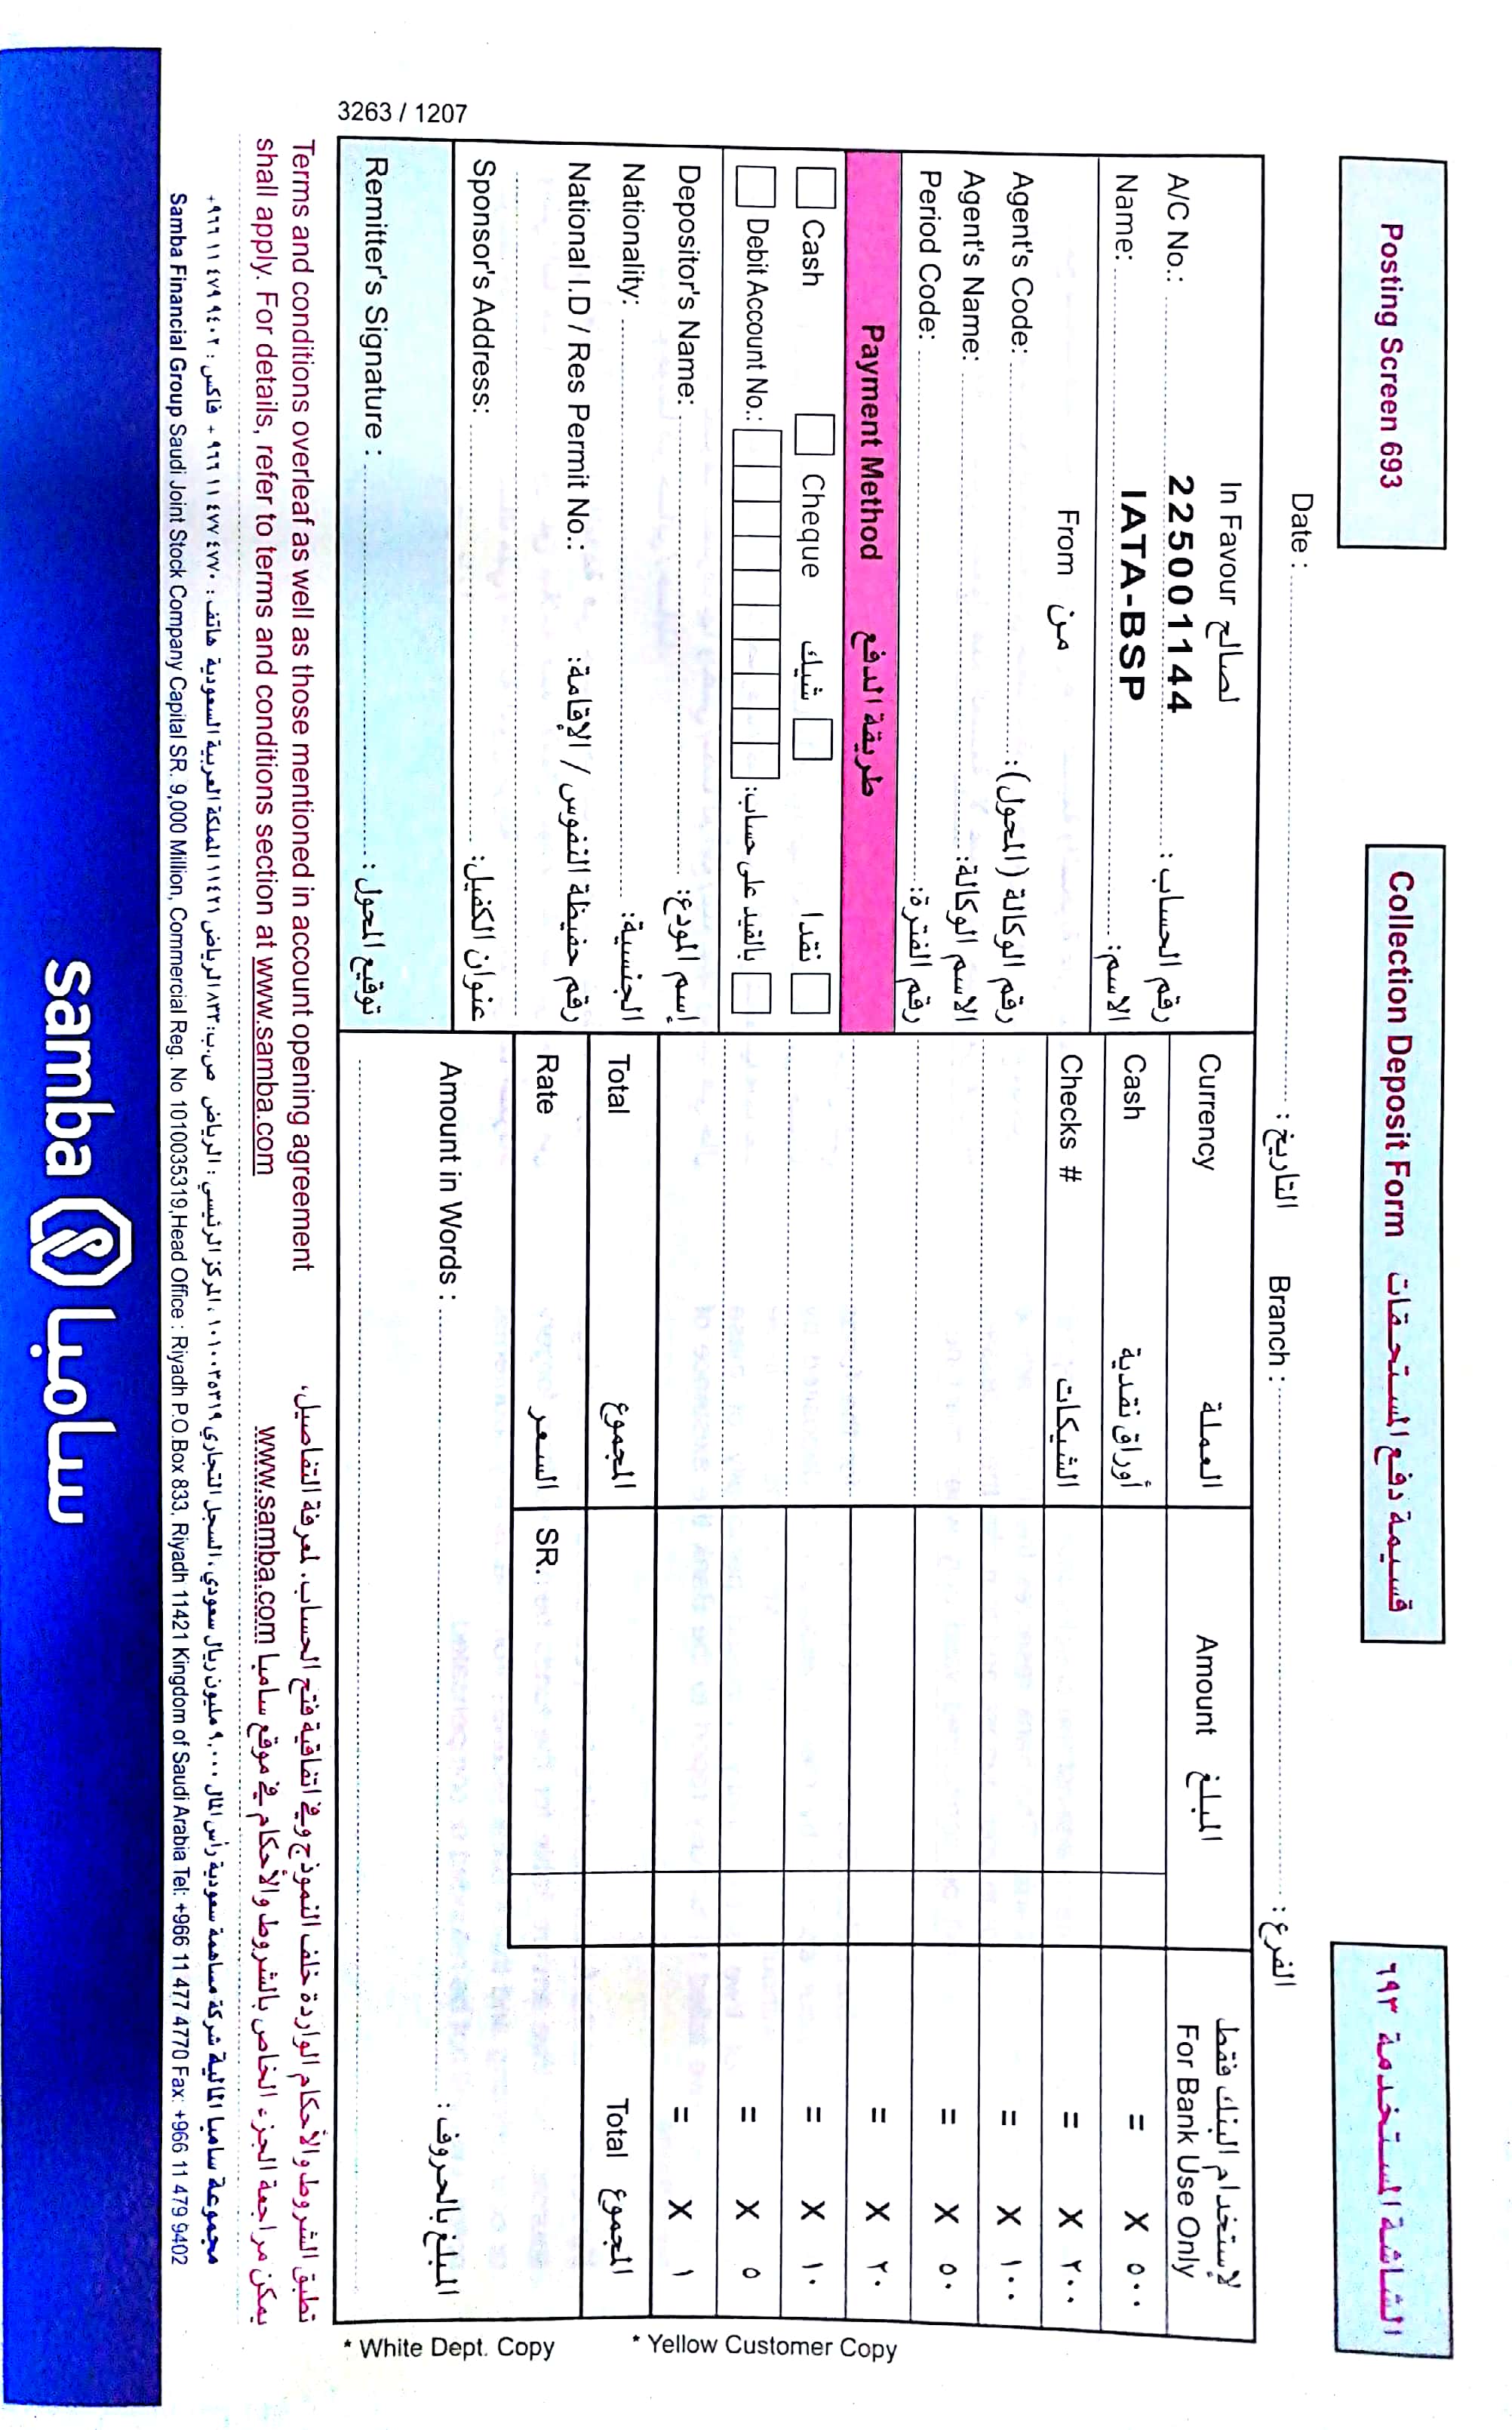 Posting Screen 693
Collection Deposit Form قسيمة دفع المستحقات
الشاشة المستخدمة ٦٩٣
Date : التاريخ :
Branch : الفرع :
In Favour لصالح
A/C No.: 225001144 رقم الحساب :
Name: IATA-BSP الاسم:
From من
Agent's Code: رقم الوكالة (المحول):
Agent's Name: الاسم الوكالة:
Period Code: رقم الفترة:
Payment Method طريقة الدفع
Cash Cheque شيك نقدا
Debit Account No.: بالقيد على حساب:
Depositor's Name: إسم المودع:
Nationality: الجنسية:
National I.D / Res Permit No.: رقم حفيظة النفوس / الإقامة:
Sponsor's Address: عنوان الكفيل:
Remitter's Signature : توقيع المحول :
Currency العملة Amount المبلغ
Cash أوراق نقدية
Checks # الشيكات
Total المجموع
Rate السعر SR.
لإستخدام البنك فقط
For Bank Use Only
= X ٥٠٠
= X ٢٠٠
= X ١٠٠
= X ٥٠
= X ٢٠
= X ١٠
= X ٥
= X ١
Total المجموع
Amount in Words : المبلغ بالحروف :
3263 / 1207
* White Dept. Copy * Yellow Customer Copy
Terms and conditions overleaf as well as those mentioned in account opening agreement
shall apply. For details, refer to terms and conditions section at www.samba.com
تطبق الشروط والأحكام الواردة خلف النموذج وفي اتفاقية فتح الحساب. لمعرفة التفاصيل،
يمكن مراجعة الجزء الخاص بالشروط والأحكام في موقع سامبا www.samba.com
مجموعة سامبا المالية شركة مساهمة سعودية رأس المال ٩,٠٠٠ مليون ريال سعودي، السجل التجاري ١٠١٠٠٣٥٣١٩، المركز الرئيسي : الرياض ص.ب: ٨٣٣ الرياض ١١٤٢١ المملكة العربية السعودية هاتف : ٤٧٧٠ ٤٧٧ ١١ ٩٦٦ + فاكس : ٩٤٠٢ ٤٧٩ ١١ ٩٦٦+
Samba Financial Group Saudi Joint Stock Company Capital SR. 9,000 Million, Commercial Reg. No 1010035319,Head Office : Riyadh P.O.Box 833, Riyadh 11421 Kingdom of Saudi Arabia Tel: +966 11 477 4770 Fax: +966 11 479 9402
samba سامبا